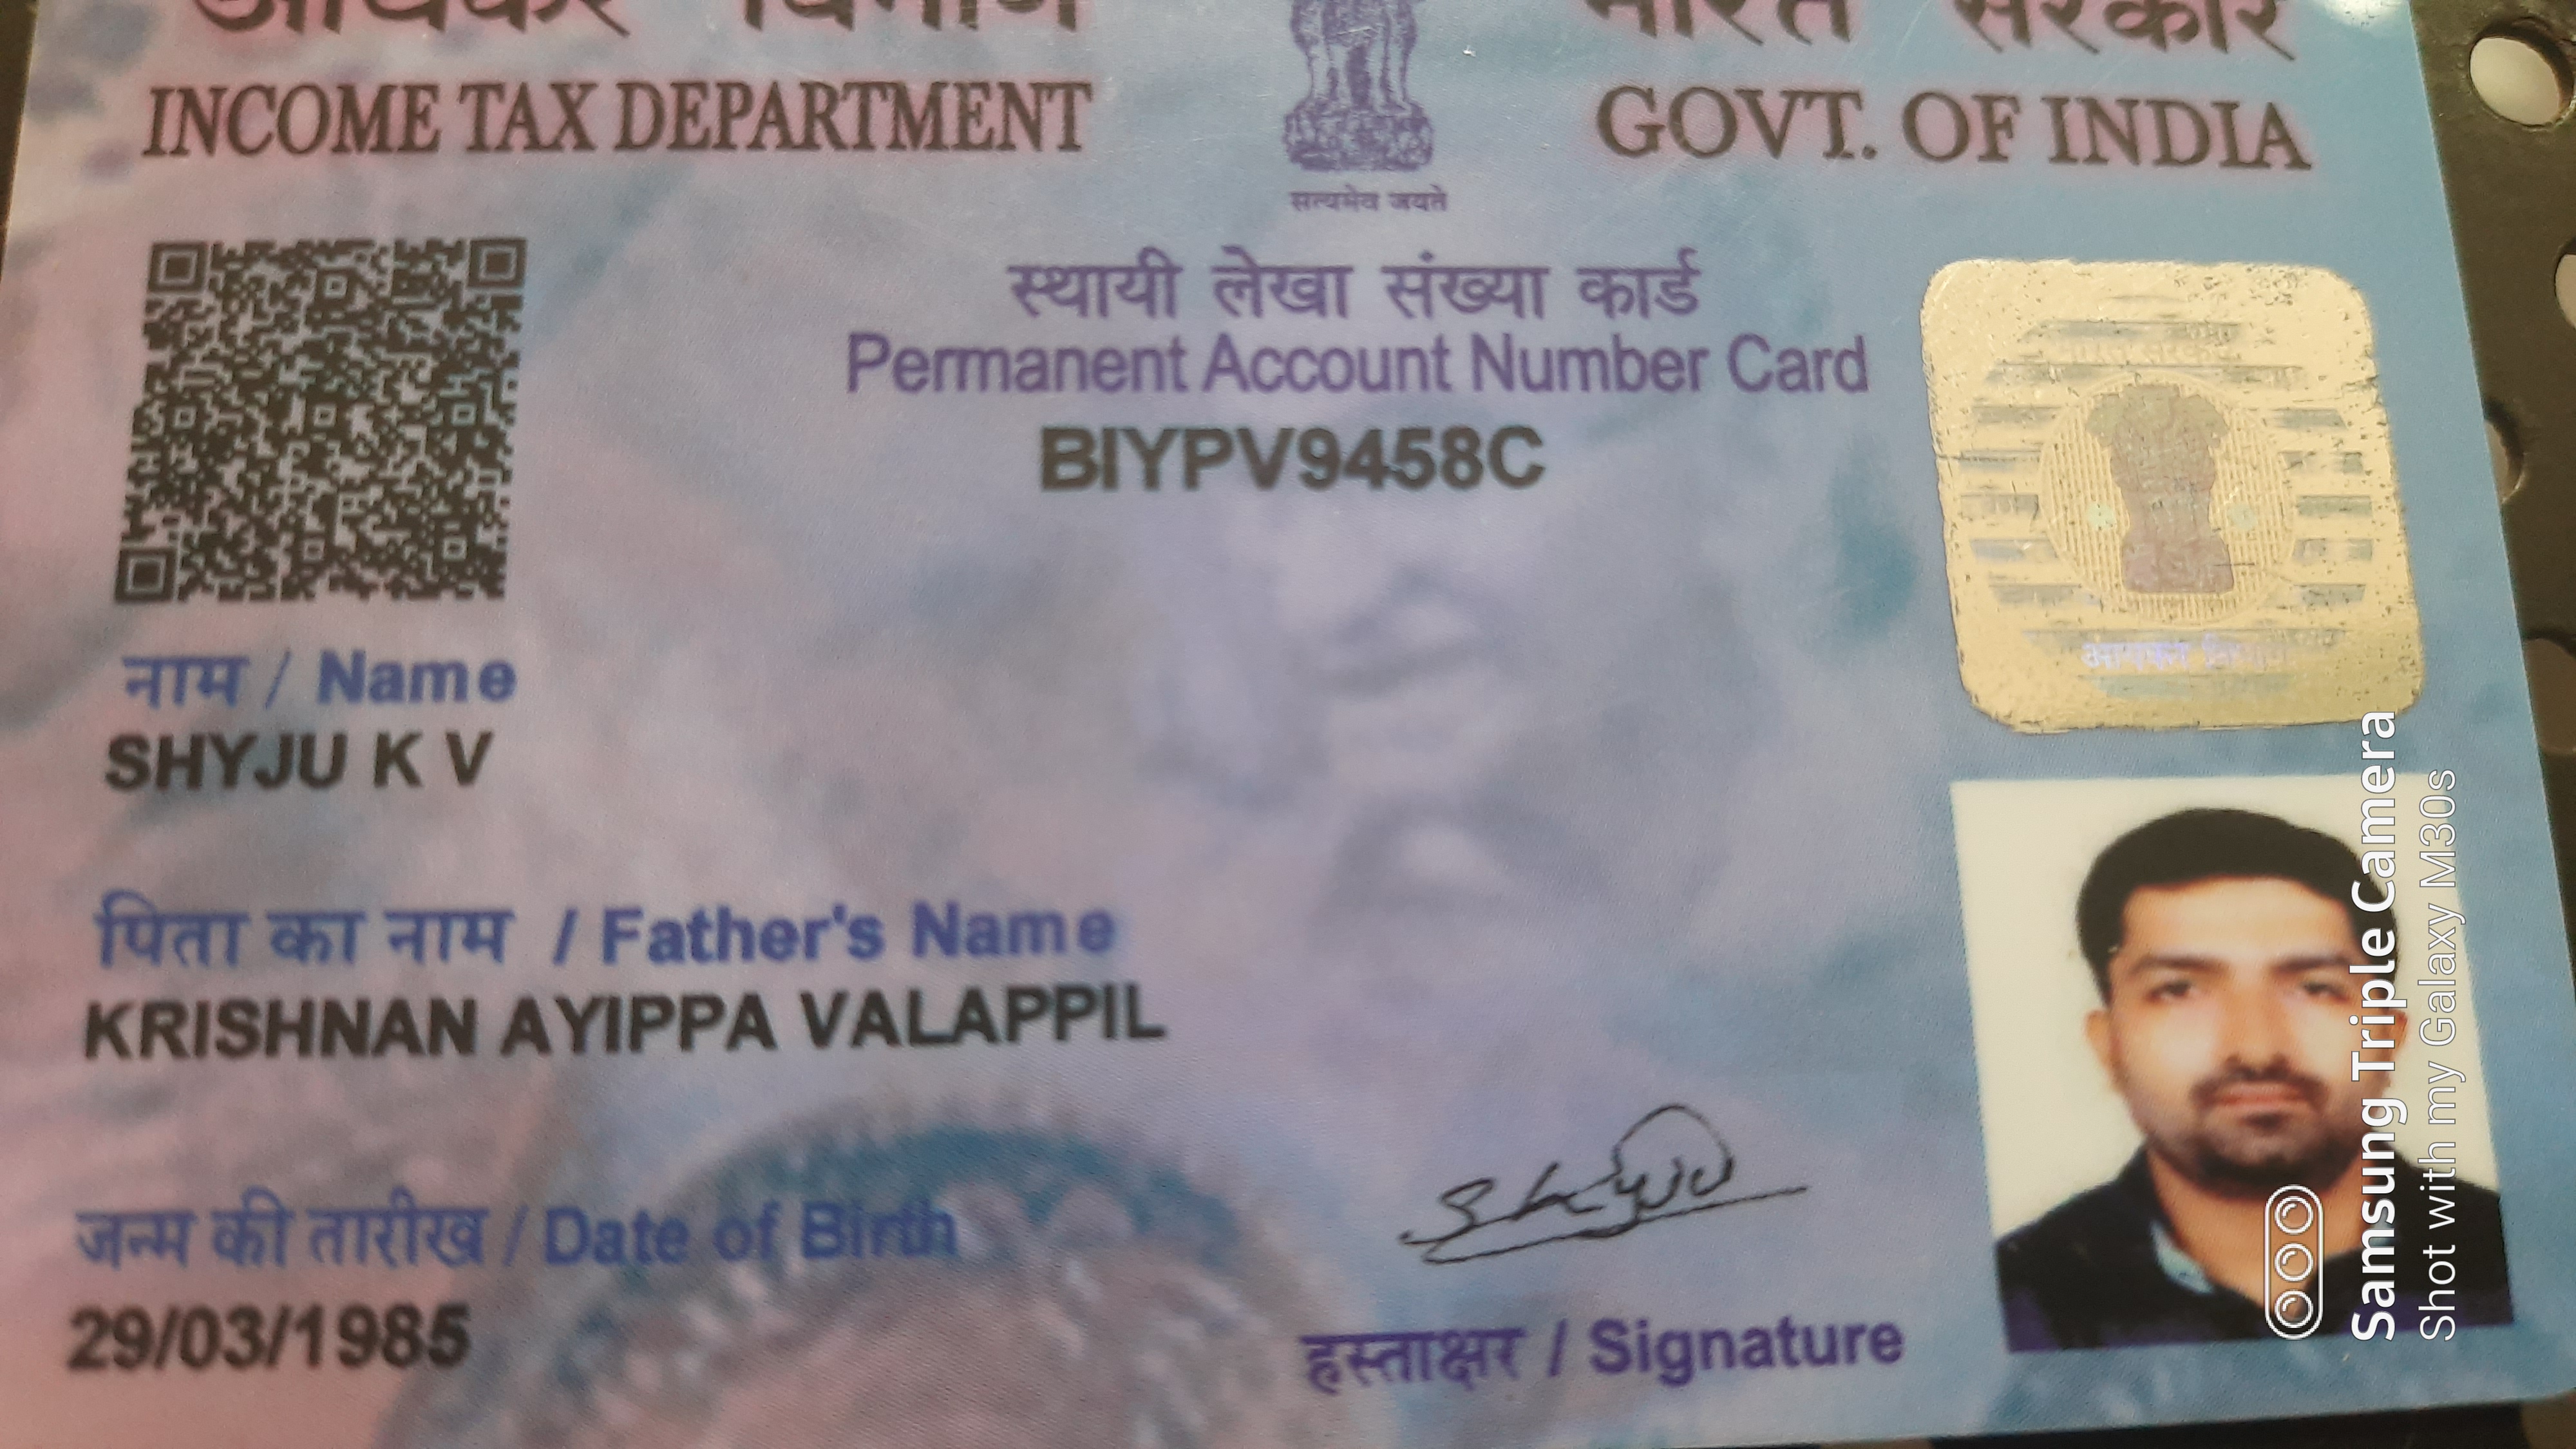 आयकर विभाग
INCOME TAX DEPARTMENT
सत्यमेव जयते
भारत सरकार
GOVT. OF INDIA
स्थायी लेखा संख्या कार्ड
Permanent Account Number Card
BIYPV9458C
नाम / Name
SHYJU K V
पिता का नाम / Father's Name
KRISHNAN AYIPPA VALAPPIL
जन्म की तारीख / Date of Birth
29/03/1985
हस्ताक्षर / Signature
Samsung Triple Camera
Shot with my Galaxy M30s